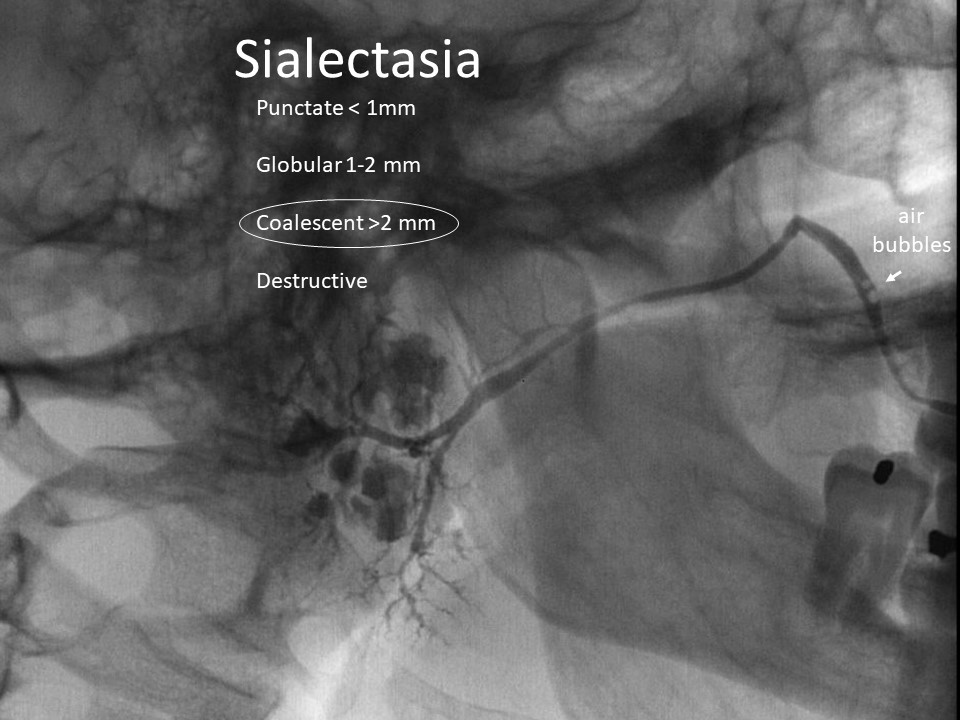 Sialectasia
Punctate < 1mm
Globular 1-2 mm
Coalescent >2 mm
Destructive
air
bubbles